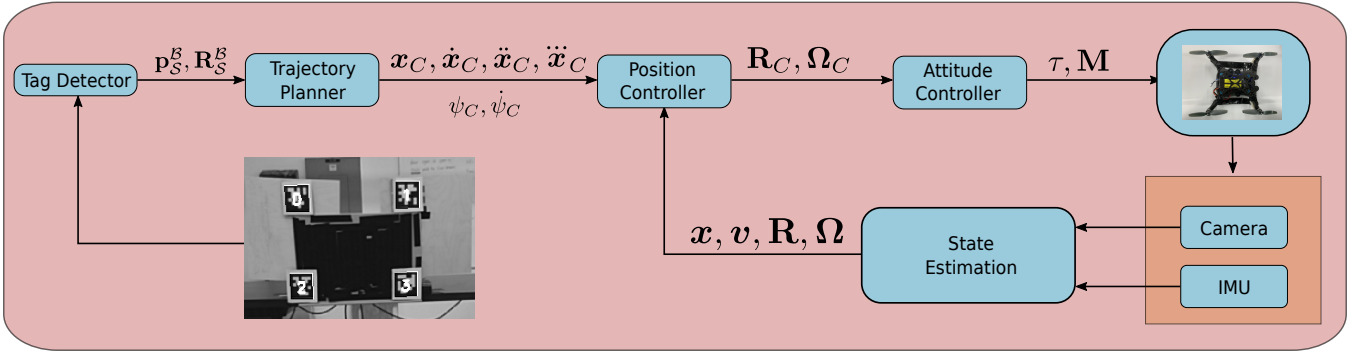 Tag Detector
𝐩_𝒮^ℬ, 𝐑_𝒮^ℬ
Trajectory
Planner
𝒙_C, ẋ_C, ẍ_C, x⃛_C
ψ_C, ψ̇_C
Position
Controller
𝐑_C, 𝛀_C
Attitude
Controller
τ, 𝐌
0
1
2
3
𝒙, 𝒗, 𝐑, 𝛀
State
Estimation
Camera
IMU